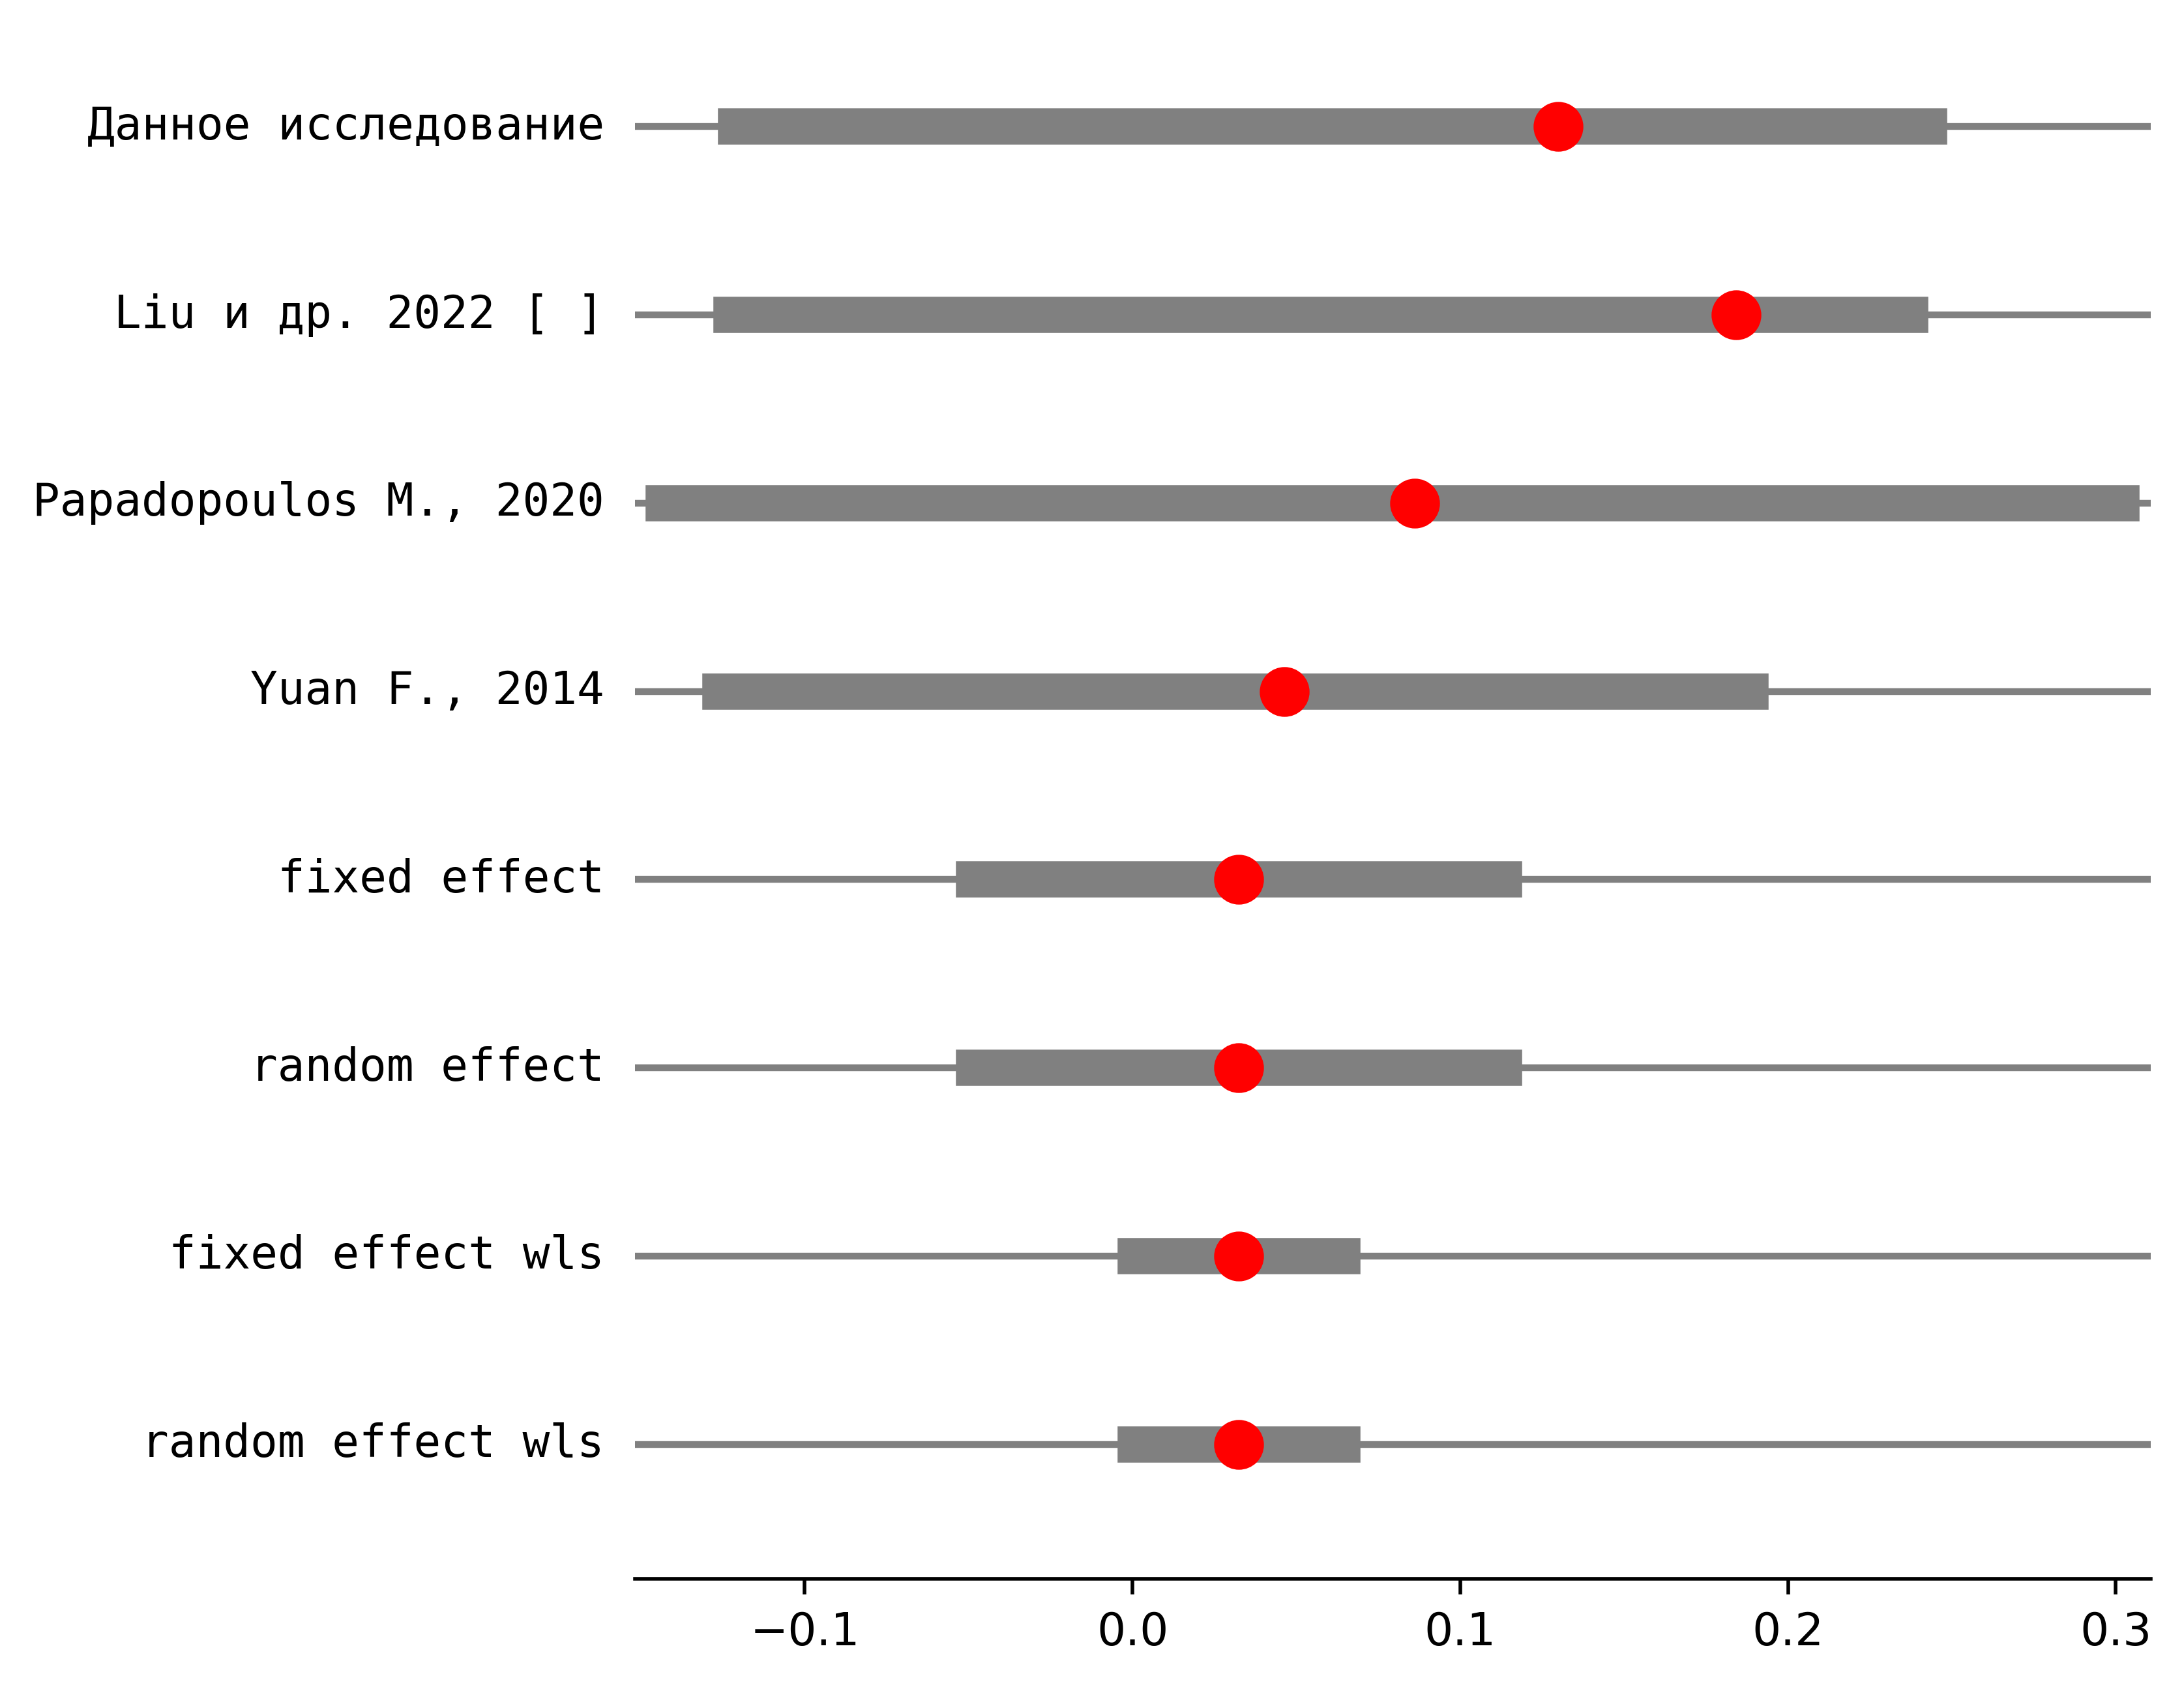 Данное исследование
Liu и др. 2022 [ ]
Papadopoulos M., 2020
Yuan F., 2014
fixed effect
random effect
fixed effect wls
random effect wls
−0.1 0.0 0.1 0.2 0.3